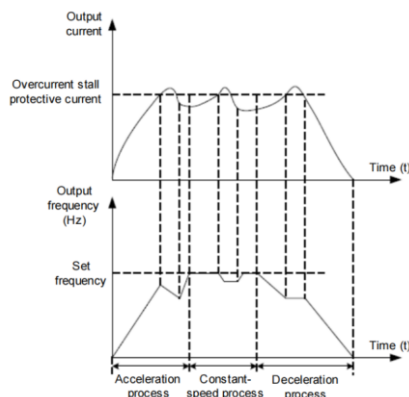 Output
current
Overcurrent stall
protective current
Time (t)
Output
frequency
(Hz)
Set
frequency
Time (t)
Acceleration
process
Constant-
speed process
Deceleration
process